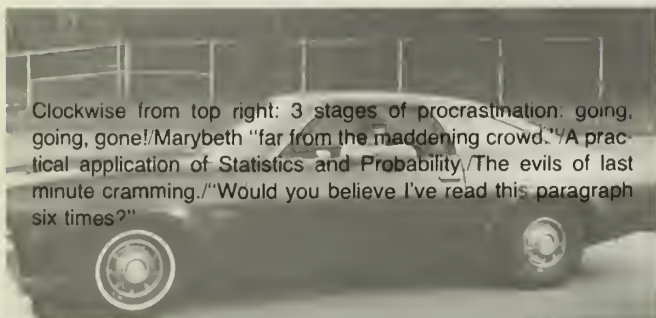 Clockwise from top right: 3 stages of procrastination: going,
going, gone!/Marybeth "far from the maddening crowd."/A prac-
tical application of Statistics and Probability./The evils of last
minute cramming./"Would you believe I've read this paragraph
six times?"